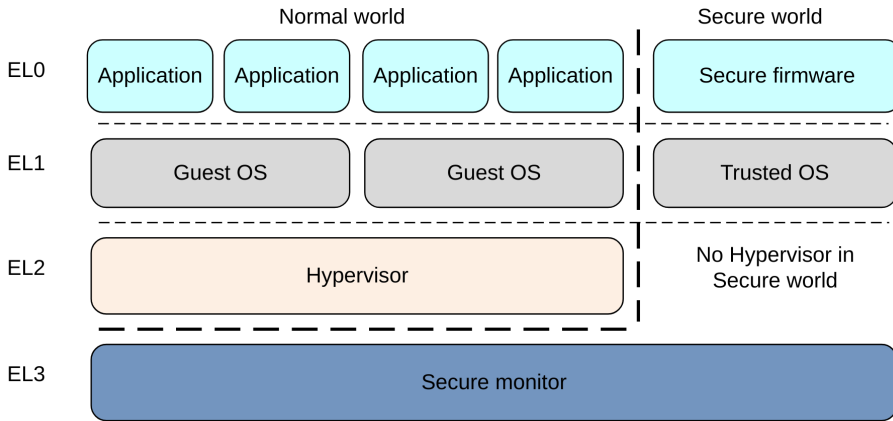 Normal world
Secure world
EL0
Application
Application
Application
Application
Secure firmware
EL1
Guest OS
Guest OS
Trusted OS
EL2
Hypervisor
No Hypervisor in
Secure world
EL3
Secure monitor